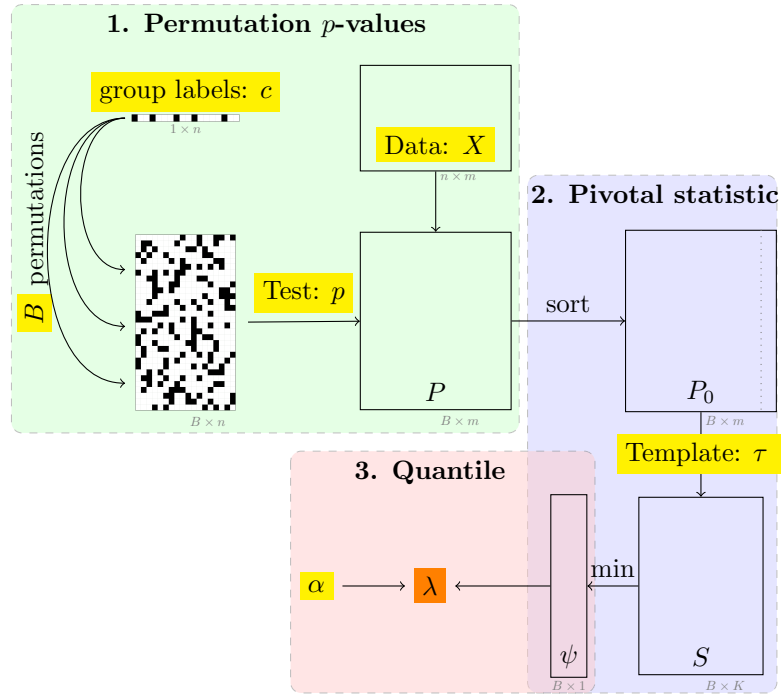 1. Permutation p-values
group labels: c
1 × n
Data: X
n × m
B permutations
B × n
Test: p
P
B × m
sort
2. Pivotal statistic
P₀
B × m
Template: τ
3. Quantile
α
λ
ψ
B × 1
min
S
B × K